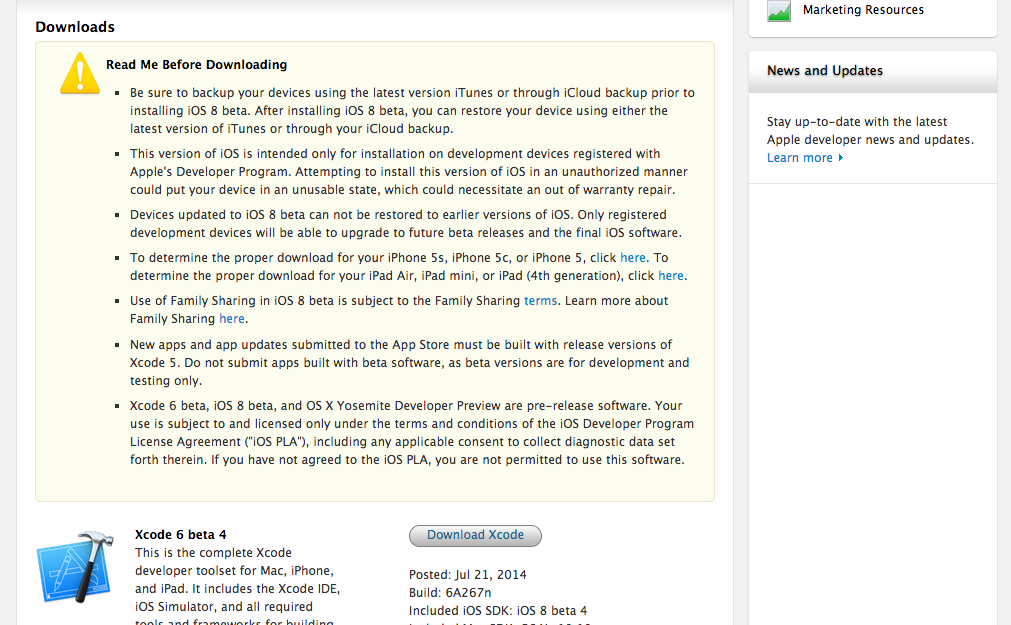 Downloads
Read Me Before Downloading
Be sure to backup your devices using the latest version iTunes or through iCloud backup prior to
installing iOS 8 beta. After installing iOS 8 beta, you can restore your device using either the
latest version of iTunes or through your iCloud backup.
This version of iOS is intended only for installation on development devices registered with
Apple's Developer Program. Attempting to install this version of iOS in an unauthorized manner
could put your device in an unusable state, which could necessitate an out of warranty repair.
Devices updated to iOS 8 beta can not be restored to earlier versions of iOS. Only registered
development devices will be able to upgrade to future beta releases and the final iOS software.
To determine the proper download for your iPhone 5s, iPhone 5c, or iPhone 5, click here. To
determine the proper download for your iPad Air, iPad mini, or iPad (4th generation), click here.
Use of Family Sharing in iOS 8 beta is subject to the Family Sharing terms. Learn more about
Family Sharing here.
New apps and app updates submitted to the App Store must be built with release versions of
Xcode 5. Do not submit apps built with beta software, as beta versions are for development and
testing only.
Xcode 6 beta, iOS 8 beta, and OS X Yosemite Developer Preview are pre-release software. Your
use is subject to and licensed only under the terms and conditions of the iOS Developer Program
License Agreement ("iOS PLA"), including any applicable consent to collect diagnostic data set
forth therein. If you have not agreed to the iOS PLA, you are not permitted to use this software.
Xcode 6 beta 4
This is the complete Xcode
developer toolset for Mac, iPhone,
and iPad. It includes the Xcode IDE,
iOS Simulator, and all required
tools and frameworks for building
Download Xcode
Posted: Jul 21, 2014
Build: 6A267n
Included iOS SDK: iOS 8 beta 4
Marketing Resources
News and Updates
Stay up-to-date with the latest
Apple developer news and updates.
Learn more